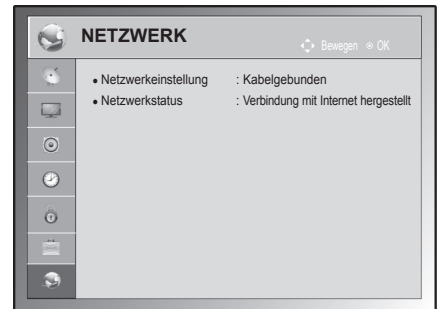 NETZWERK
Bewegen OK
• Netzwerkeinstellung : Kabelgebunden
• Netzwerkstatus : Verbindung mit Internet hergestellt